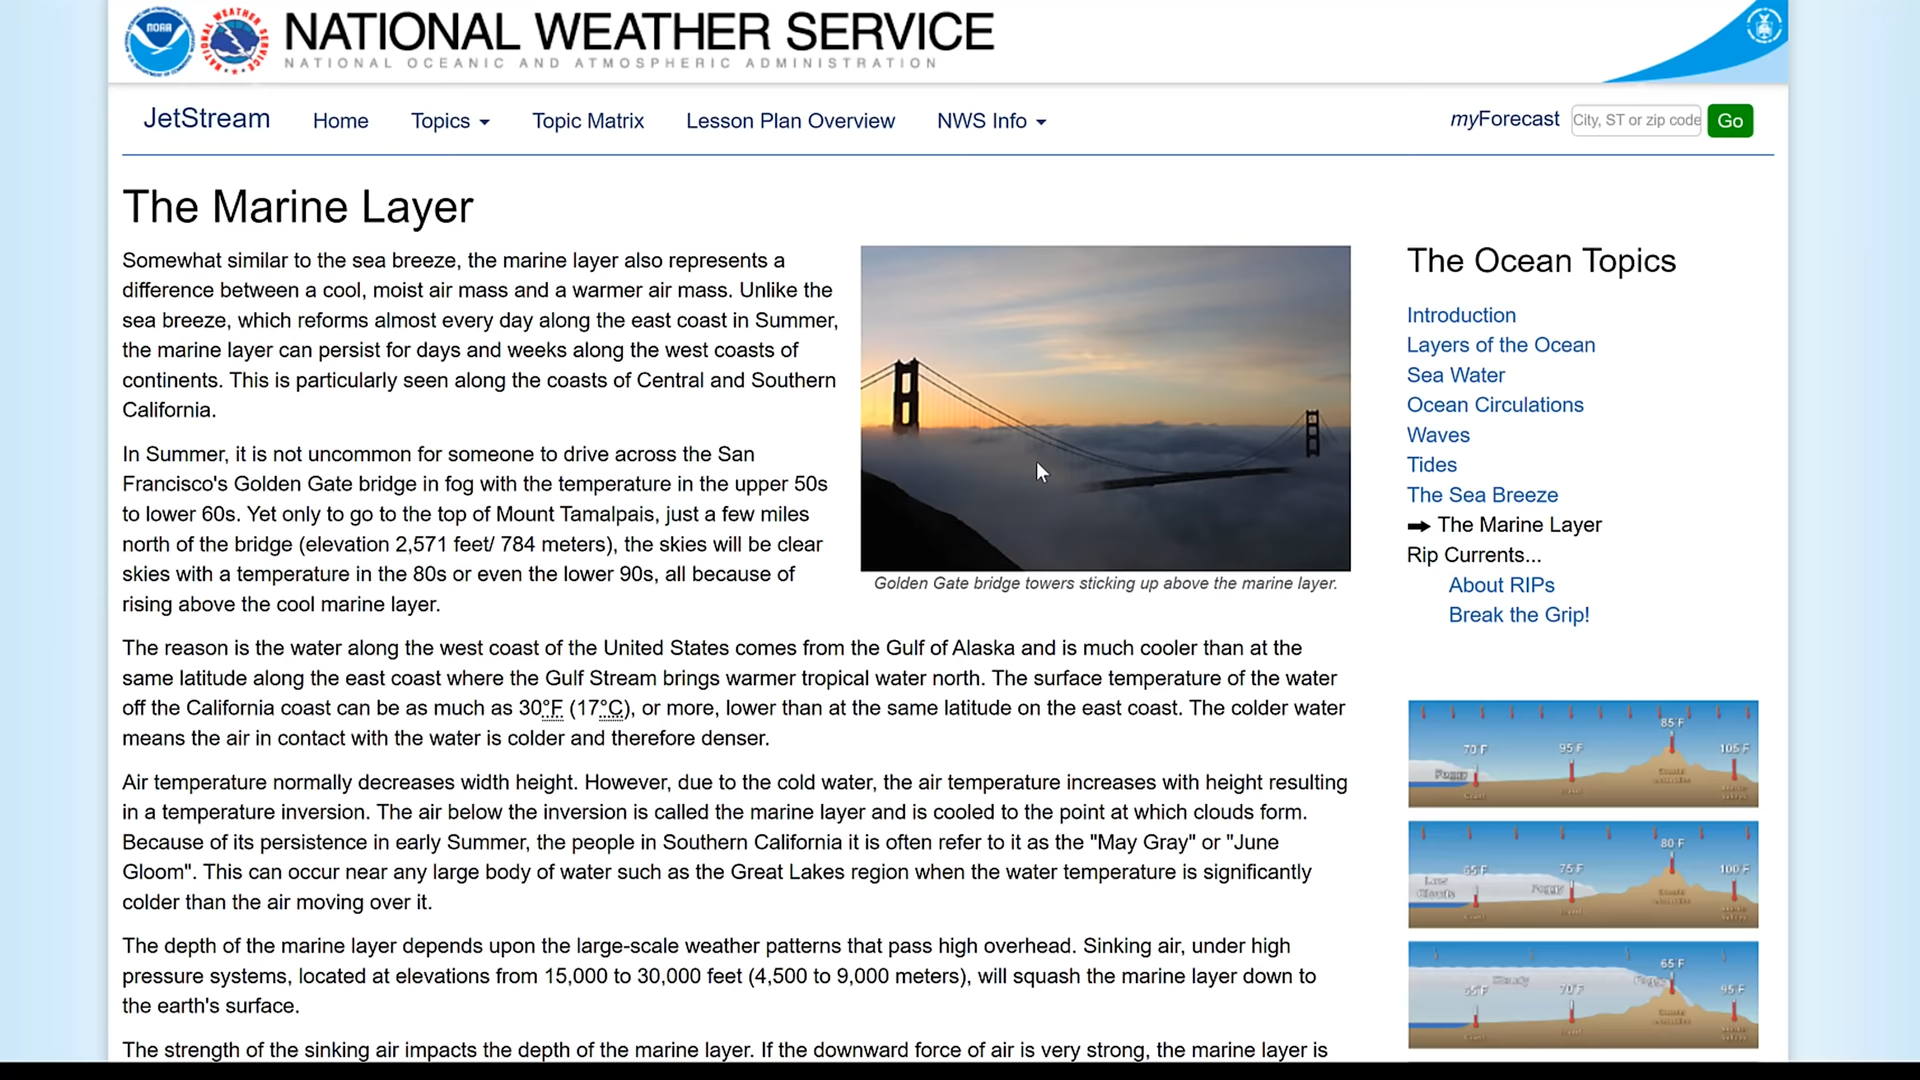 NATIONAL WEATHER SERVICE
NATIONAL OCEANIC AND ATMOSPHERIC ADMINISTRATION
JetStream Home Topics Topic Matrix Lesson Plan Overview NWS Info myForecast City, ST or zip code Go
The Marine Layer
Somewhat similar to the sea breeze, the marine layer also represents a
difference between a cool, moist air mass and a warmer air mass. Unlike the
sea breeze, which reforms almost every day along the east coast in Summer,
the marine layer can persist for days and weeks along the west coasts of
continents. This is particularly seen along the coasts of Central and Southern
California.
In Summer, it is not uncommon for someone to drive across the San
Francisco's Golden Gate bridge in fog with the temperature in the upper 50s
to lower 60s. Yet only to go to the top of Mount Tamalpais, just a few miles
north of the bridge (elevation 2,571 feet/ 784 meters), the skies will be clear
skies with a temperature in the 80s or even the lower 90s, all because of
rising above the cool marine layer.
Golden Gate bridge towers sticking up above the marine layer.
The reason is the water along the west coast of the United States comes from the Gulf of Alaska and is much cooler than at the
same latitude along the east coast where the Gulf Stream brings warmer tropical water north. The surface temperature of the water
off the California coast can be as much as 30°F (17°C), or more, lower than at the same latitude on the east coast. The colder water
means the air in contact with the water is colder and therefore denser.
Air temperature normally decreases width height. However, due to the cold water, the air temperature increases with height resulting
in a temperature inversion. The air below the inversion is called the marine layer and is cooled to the point at which clouds form.
Because of its persistence in early Summer, the people in Southern California it is often refer to it as the "May Gray" or "June
Gloom". This can occur near any large body of water such as the Great Lakes region when the water temperature is significantly
colder than the air moving over it.
The depth of the marine layer depends upon the large-scale weather patterns that pass high overhead. Sinking air, under high
pressure systems, located at elevations from 15,000 to 30,000 feet (4,500 to 9,000 meters), will squash the marine layer down to
the earth's surface.
The strength of the sinking air impacts the depth of the marine layer. If the downward force of air is very strong, the marine layer is
The Ocean Topics
Introduction
Layers of the Ocean
Sea Water
Ocean Circulations
Waves
Tides
The Sea Breeze
The Marine Layer
Rip Currents...
About RIPs
Break the Grip!
70°F 95°F 85°F 105°F
Foggy
65°F 75°F 80°F 100°F
Low Clouds Foggy
65°F 70°F 65°F 95°F